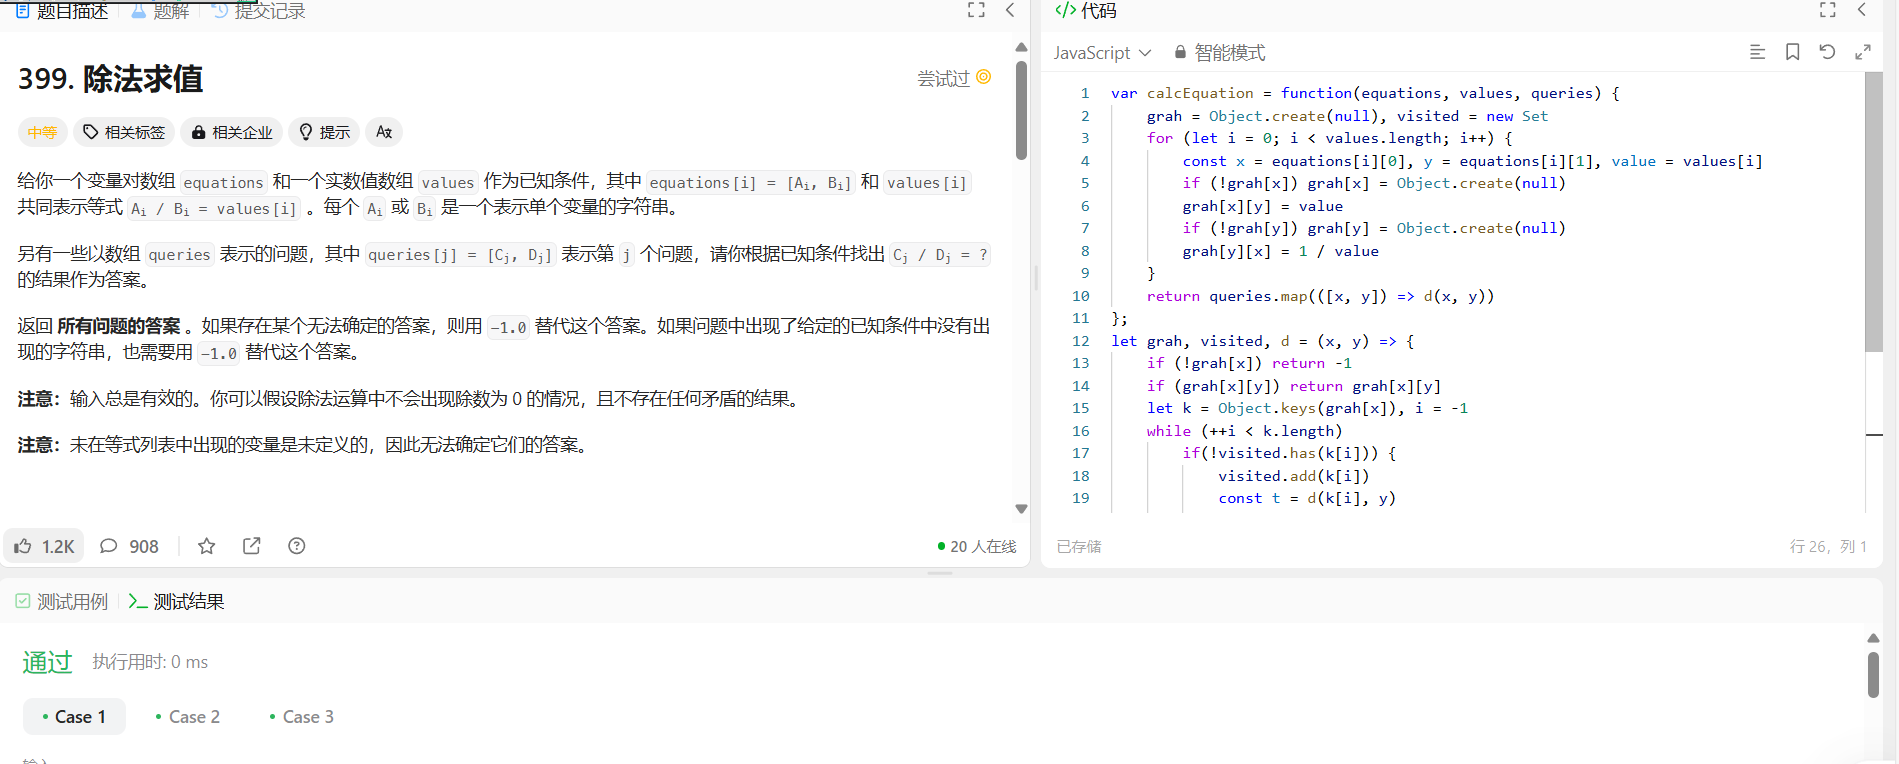 题目描述 题解 提交记录
399. 除法求值
尝试过
中等 相关标签 相关企业 提示
给你一个变量对数组 equations 和一个实数值数组 values 作为已知条件，其中 equations[i] = [Aᵢ, Bᵢ] 和 values[i]
共同表示等式 Aᵢ / Bᵢ = values[i] 。每个 Aᵢ 或 Bᵢ 是一个表示单个变量的字符串。
另有一些以数组 queries 表示的问题，其中 queries[j] = [Cⱼ, Dⱼ] 表示第 j 个问题，请你根据已知条件找出 Cⱼ / Dⱼ = ?
的结果作为答案。
返回 所有问题的答案 。如果存在某个无法确定的答案，则用 -1.0 替代这个答案。如果问题中出现了给定的已知条件中没有出
现的字符串，也需要用 -1.0 替代这个答案。
注意：输入总是有效的。你可以假设除法运算中不会出现除数为 0 的情况，且不存在任何矛盾的结果。
注意：未在等式列表中出现的变量是未定义的，因此无法确定它们的答案。
1.2K 908
20 人在线
</> 代码
JavaScript 智能模式
1 var calcEquation = function(equations, values, queries) {
2 grah = Object.create(null), visited = new Set
3 for (let i = 0; i < values.length; i++) {
4 const x = equations[i][0], y = equations[i][1], value = values[i]
5 if (!grah[x]) grah[x] = Object.create(null)
6 grah[x][y] = value
7 if (!grah[y]) grah[y] = Object.create(null)
8 grah[y][x] = 1 / value
9 }
10 return queries.map(([x, y]) => d(x, y))
11 };
12 let grah, visited, d = (x, y) => {
13 if (!grah[x]) return -1
14 if (grah[x][y]) return grah[x][y]
15 let k = Object.keys(grah[x]), i = -1
16 while (++i < k.length)
17 if(!visited.has(k[i])) {
18 visited.add(k[i])
19 const t = d(k[i], y)
已存储
行 26，列 1
测试用例 测试结果
通过 执行用时: 0 ms
Case 1 Case 2 Case 3